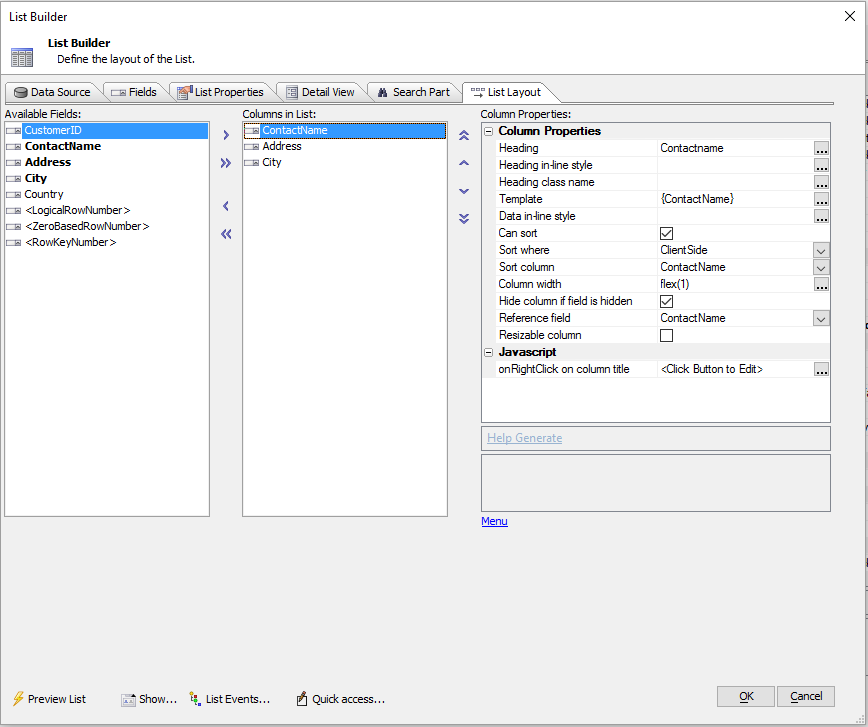 List Builder
List Builder
Define the layout of the List.
Data Source
Fields
List Properties
Detail View
Search Part
List Layout
Available Fields:
CustomerID
ContactName
Address
City
Country
<LogicalRowNumber>
<ZeroBasedRowNumber>
<RowKeyNumber>
Columns in List:
ContactName
Address
City
Column Properties:
Column Properties
Heading Contactname ...
Heading in-line style ...
Heading class name ...
Template {ContactName} ...
Data in-line style ...
Can sort
Sort where ClientSide
Sort column ContactName
Column width flex(1) ...
Hide column if field is hidden
Reference field ContactName
Resizable column
Javascript
onRightClick on column title <Click Button to Edit> ...
Help Generate
Menu
Preview List
Show...
List Events...
Quick access...
OK
Cancel